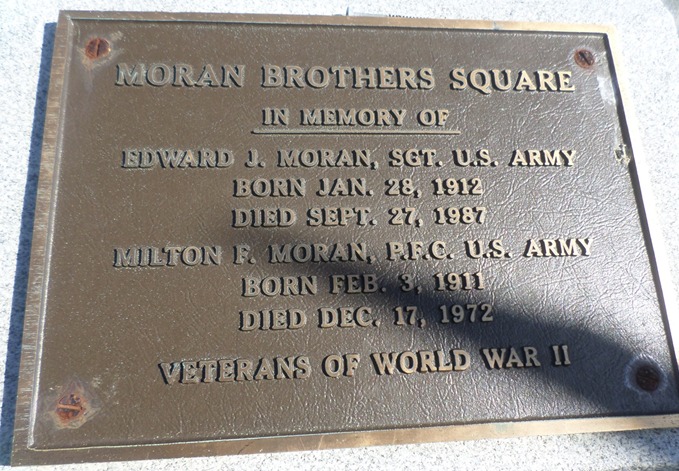 MORAN BROTHERS SQUARE
IN MEMORY OF
EDWARD J. MORAN, SGT. U.S. ARMY
BORN JAN. 28, 1912
DIED SEPT. 27, 1987
MILTON F. MORAN, P.F.C. U.S. ARMY
BORN FEB. 3, 1911
DIED DEC. 17, 1972
VETERANS OF WORLD WAR II